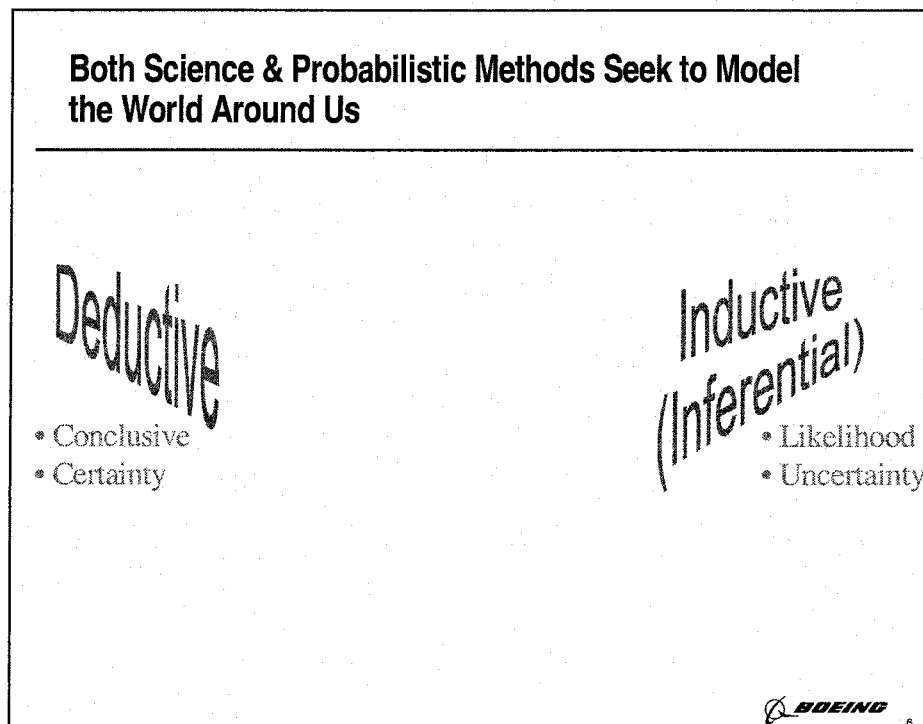 Both Science & Probabilistic Methods Seek to Model
the World Around Us
Deductive
• Conclusive
• Certainty
Inductive
(Inferential)
• Likelihood
• Uncertainty
BOEING
6